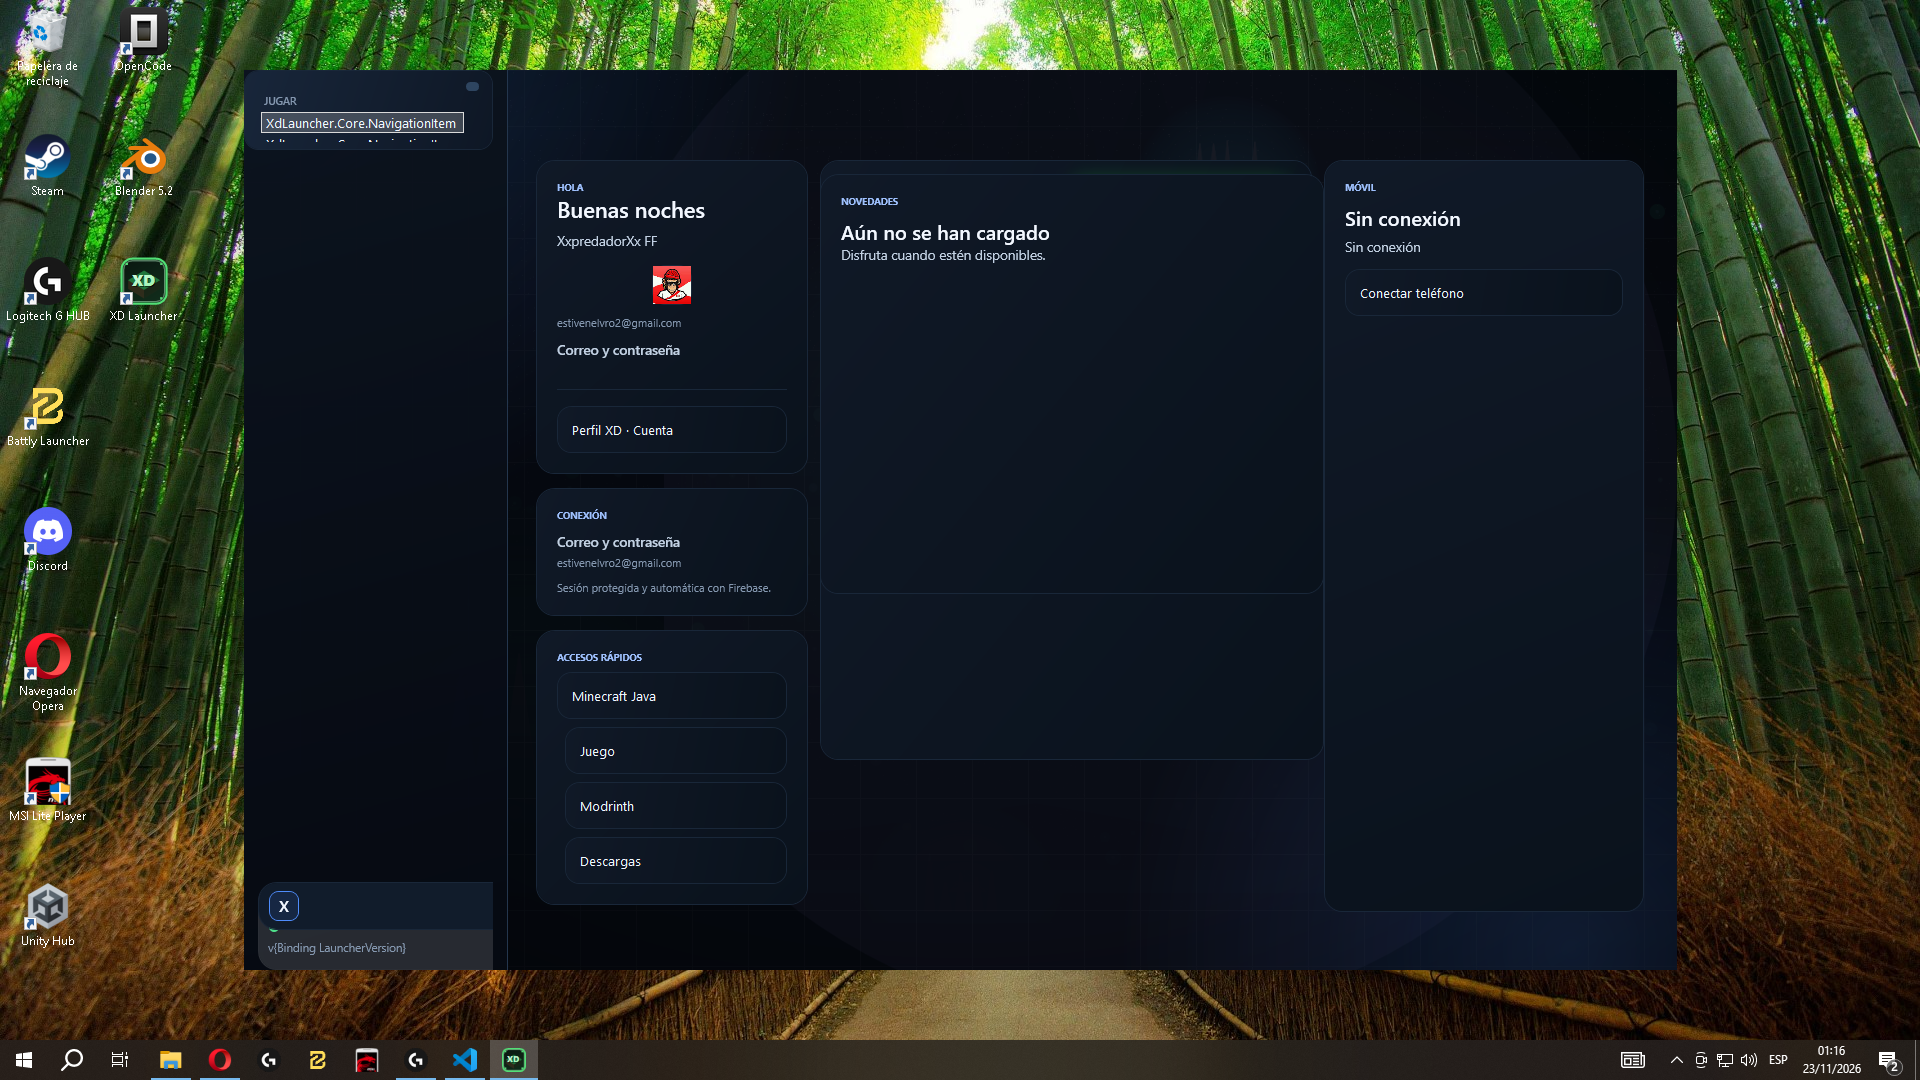 Papelera de
reciclaje
OpenCode
Steam
Blender 5.2
Logitech G HUB
XD
XD Launcher
Battly Launcher
Discord
Navegador
Opera
MSI Lite Player
Unity Hub
JUGAR
XdLauncher.Core.NavigationItem
X
v{Binding LauncherVersion}
HOLA
Buenas noches
XxpredadorXx FF
estivenelvro2@gmail.com
Correo y contraseña
Perfil XD · Cuenta
CONEXIÓN
Correo y contraseña
estivenelvro2@gmail.com
Sesión protegida y automática con Firebase.
ACCESOS RÁPIDOS
Minecraft Java
Juego
Modrinth
Descargas
NOVEDADES
Aún no se han cargado
Disfruta cuando estén disponibles.
MÓVIL
Sin conexión
Sin conexión
Conectar teléfono
XD
ESP
01:16
23/11/2026
2